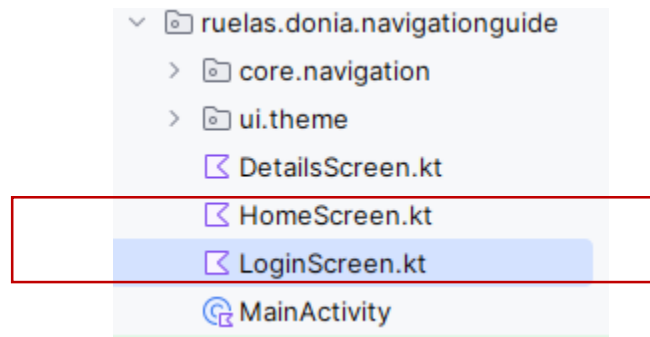 ruelas.donia.navigationguide
core.navigation
ui.theme
DetailsScreen.kt
HomeScreen.kt
LoginScreen.kt
MainActivity